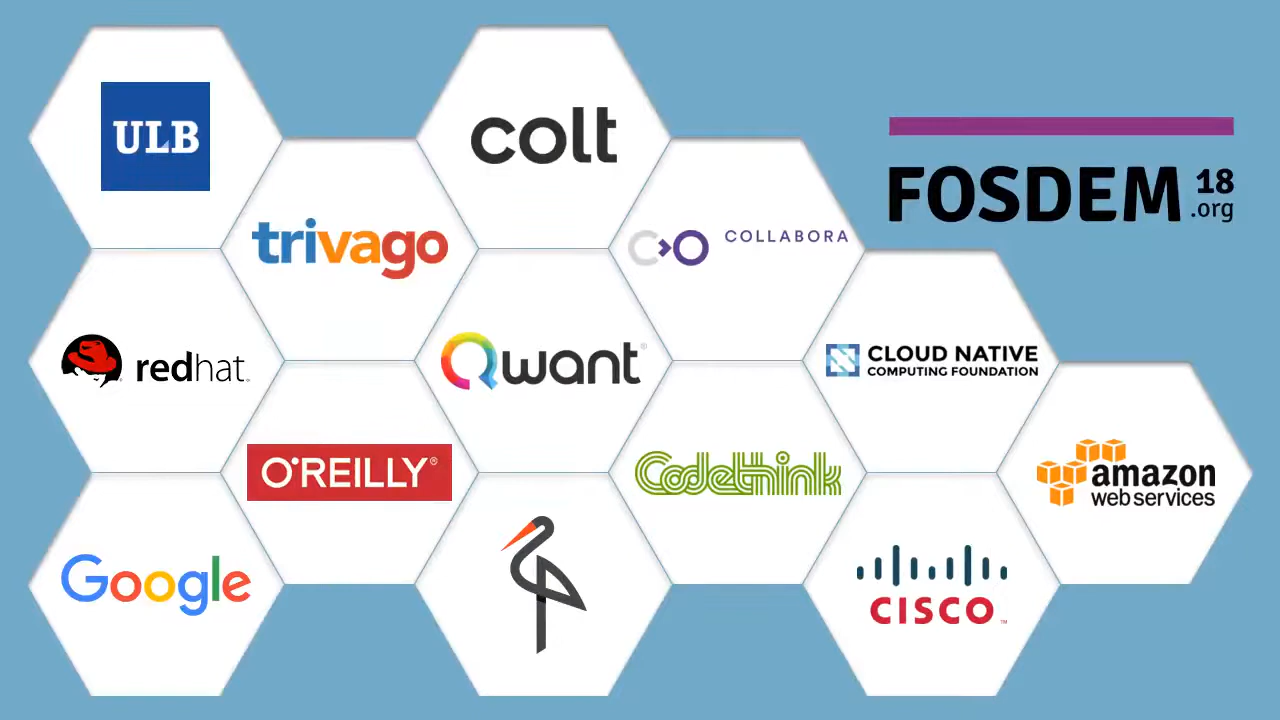 ULB
colt
FOSDEM 18
.org
trivago
COLLABORA
redhat.
Qwant®
CLOUD NATIVE
COMPUTING FOUNDATION
O'REILLY®
Codethink
amazon
web services
Google
CISCO™